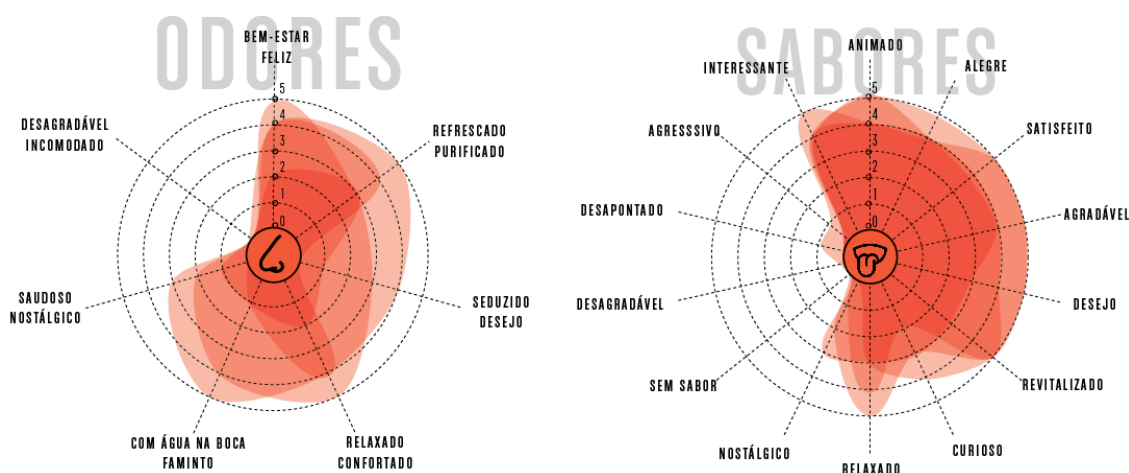 ODORES
BEM-ESTAR
FELIZ
5
4
3
2
1
0
REFRESCADO
PURIFICADO
SEDUZIDO
DESEJO
RELAXADO
CONFORTADO
COM ÁGUA NA BOCA
FAMINTO
SAUDOSO
NOSTÁLGICO
DESAGRADÁVEL
INCOMODADO
SABORES
ANIMADO
5
4
3
2
1
0
ALEGRE
SATISFEITO
AGRADÁVEL
DESEJO
REVITALIZADO
CURIOSO
RELAXADO
NOSTÁLGICO
SEM SABOR
DESAGRADÁVEL
DESAPONTADO
AGRESSSIVO
INTERESSANTE